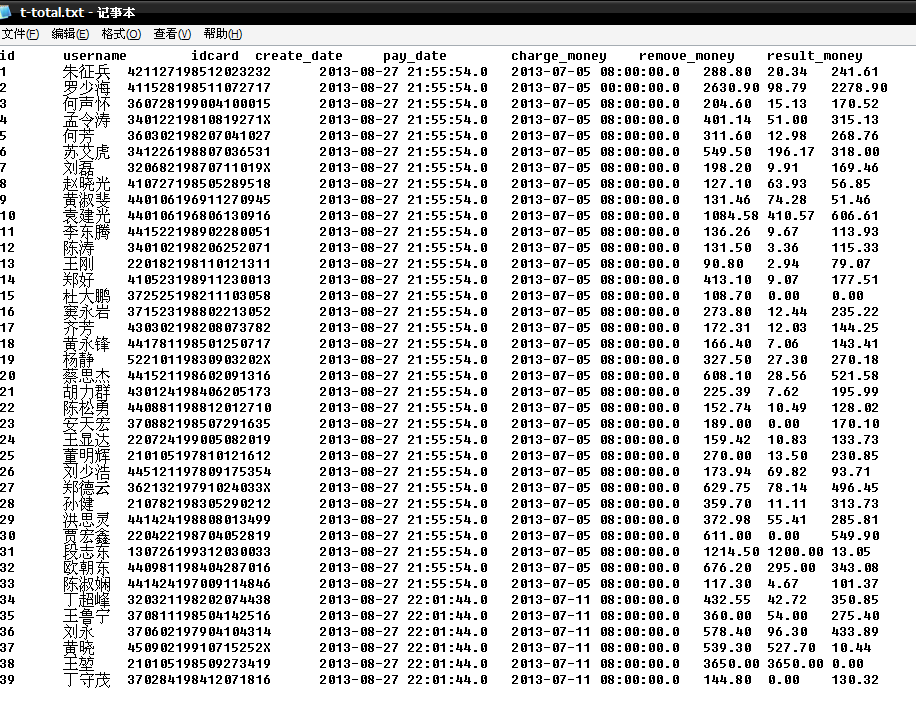 t-total.txt - 记事本
文件(F) 编辑(E) 格式(O) 查看(V) 帮助(H)
id username idcard create_date pay_date charge_money remove_money result_money
1 朱征兵 421127198512023232 2013-08-27 21:55:54.0 2013-07-05 08:00:00.0 288.80 20.34 241.61
2 罗少海 411528198511072717 2013-08-27 21:55:54.0 2013-07-05 00:00:00.0 2630.90 98.79 2278.90
3 何声怀 360728199004100015 2013-08-27 21:55:54.0 2013-07-05 08:00:00.0 204.60 15.13 170.52
4 孟令涛 34012219810819271X 2013-08-27 21:55:54.0 2013-07-05 08:00:00.0 401.14 51.00 315.13
5 何芳 360302198207041027 2013-08-27 21:55:54.0 2013-07-05 08:00:00.0 311.60 12.98 268.76
6 苏艾虎 341226198807036531 2013-08-27 21:55:54.0 2013-07-05 08:00:00.0 549.50 196.17 318.00
7 刘磊 32068219870711019X 2013-08-27 21:55:54.0 2013-07-05 08:00:00.0 198.20 9.91 169.46
8 赵晓光 410727198505289518 2013-08-27 21:55:54.0 2013-07-05 08:00:00.0 127.10 63.93 56.85
9 黄淑斐 440106196911270945 2013-08-27 21:55:54.0 2013-07-05 08:00:00.0 131.46 74.28 51.46
10 袁建光 440106196806130916 2013-08-27 21:55:54.0 2013-07-05 08:00:00.0 1084.58 410.57 606.61
11 李东腾 441522198902280051 2013-08-27 21:55:54.0 2013-07-05 08:00:00.0 136.26 9.67 113.93
12 陈涛 340102198206252071 2013-08-27 21:55:54.0 2013-07-05 08:00:00.0 131.50 3.36 115.33
13 王刚 220182198110121311 2013-08-27 21:55:54.0 2013-07-05 08:00:00.0 90.80 2.94 79.07
14 郑好 410523198911230013 2013-08-27 21:55:54.0 2013-07-05 08:00:00.0 413.10 9.07 177.51
15 杜大鹏 372525198211103058 2013-08-27 21:55:54.0 2013-07-05 08:00:00.0 108.70 0.00 0.00
16 窦永岩 371523198802213052 2013-08-27 21:55:54.0 2013-07-05 08:00:00.0 273.80 12.44 235.22
17 齐芳 430302198208073782 2013-08-27 21:55:54.0 2013-07-05 08:00:00.0 172.31 12.03 144.25
18 黄永锋 441781198501250717 2013-08-27 21:55:54.0 2013-07-05 08:00:00.0 166.40 7.06 143.41
19 杨静 52210119830903202X 2013-08-27 21:55:54.0 2013-07-05 08:00:00.0 327.50 27.30 270.18
20 蔡思杰 441521198602091316 2013-08-27 21:55:54.0 2013-07-05 08:00:00.0 608.10 28.56 521.58
21 胡力群 430124198406205173 2013-08-27 21:55:54.0 2013-07-05 08:00:00.0 225.39 7.62 195.99
22 陈松勇 440881198812012710 2013-08-27 21:55:54.0 2013-07-05 08:00:00.0 152.74 10.49 128.02
23 安天宏 370882198507291635 2013-08-27 21:55:54.0 2013-07-05 08:00:00.0 189.00 0.00 170.10
24 王显达 220724199005082019 2013-08-27 21:55:54.0 2013-07-05 08:00:00.0 159.42 10.83 133.73
25 董明辉 210105197810121612 2013-08-27 21:55:54.0 2013-07-05 08:00:00.0 270.00 13.50 230.85
26 刘少浩 445121197809175354 2013-08-27 21:55:54.0 2013-07-05 08:00:00.0 173.94 69.82 93.71
27 郑德云 36213219791024033X 2013-08-27 21:55:54.0 2013-07-05 08:00:00.0 629.75 78.14 496.45
28 孙健 210782198305290212 2013-08-27 21:55:54.0 2013-07-05 08:00:00.0 359.70 11.11 313.73
29 洪思灵 441424198808013499 2013-08-27 21:55:54.0 2013-07-05 08:00:00.0 372.98 55.41 285.81
30 贾宏鑫 220422198704052819 2013-08-27 21:55:54.0 2013-07-05 08:00:00.0 611.00 0.00 549.90
31 段志东 130726199312030033 2013-08-27 21:55:54.0 2013-07-05 08:00:00.0 1214.50 1200.00 13.05
32 欧朝东 440981198404287016 2013-08-27 21:55:54.0 2013-07-05 08:00:00.0 676.20 295.00 343.08
33 陈淑娴 441424197009114846 2013-08-27 21:55:54.0 2013-07-05 08:00:00.0 117.30 4.67 101.37
34 丁超峰 320321198202074438 2013-08-27 22:01:44.0 2013-07-11 08:00:00.0 432.55 42.72 350.85
35 王鲁宁 370811198504142516 2013-08-27 22:01:44.0 2013-07-11 08:00:00.0 360.00 54.00 275.40
36 刘永 370602197904104314 2013-08-27 22:01:44.0 2013-07-11 08:00:00.0 578.40 96.30 433.89
37 黄晓 45090219910715252X 2013-08-27 22:01:44.0 2013-07-11 08:00:00.0 539.30 527.70 10.44
38 王堃 210105198509273419 2013-08-27 22:01:44.0 2013-07-11 08:00:00.0 3650.00 3650.00 0.00
39 丁守茂 370284198412071816 2013-08-27 22:01:44.0 2013-07-11 08:00:00.0 144.80 0.00 130.32